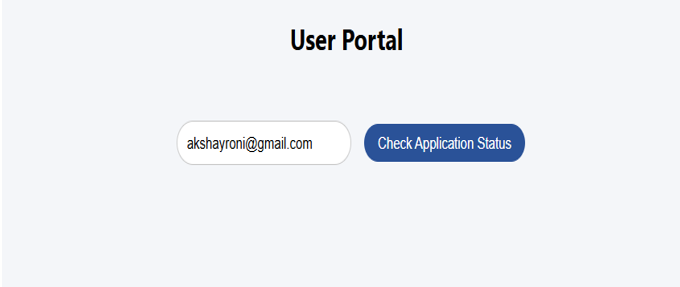 User Portal
akshayroni@gmail.com
Check Application Status